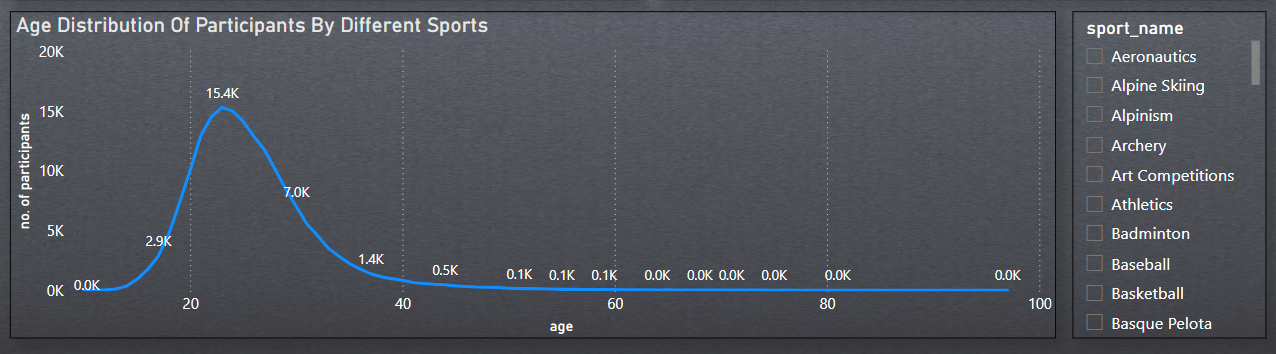 Age Distribution Of Participants By Different Sports
20K
15K
10K
5K
0K
no. of participants
0.0K
2.9K
15.4K
7.0K
1.4K
0.5K
0.1K
0.1K
0.1K
0.0K
0.0K
0.0K
0.0K
0.0K
0.0K
20
40
60
80
100
age
sport_name
Aeronautics
Alpine Skiing
Alpinism
Archery
Art Competitions
Athletics
Badminton
Baseball
Basketball
Basque Pelota